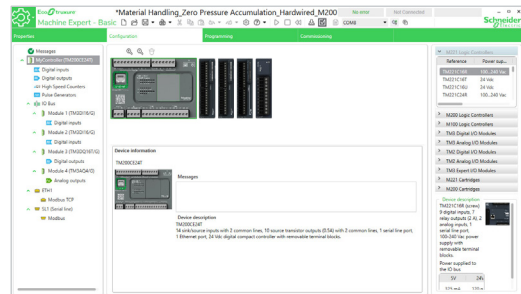 EcoStruxure
Machine Expert - Basic
*Material Handling_Zero Pressure Accumulation_Hardwired_M200
No error
Not Connected
COM8
Schneider
Electric
Properties
Configuration
Programming
Commissioning
Messages
MyController (TM200CE24T)
Digital inputs
Digital outputs
High Speed Counters
Pulse Generators
IO Bus
Module 1 (TM3DI16/G)
Digital inputs
Module 2 (TM3DI16/G)
Digital inputs
Module 3 (TM3DQ16T/G)
Digital outputs
Module 4 (TM3AQ4/G)
Analog outputs
ETH1
Modbus TCP
SL1 (Serial line)
Modbus
Device information
TM200CE24T
Messages
Device description
TM200CE24T
14 sink/source inputs with 2 common lines, 10 source transistor outputs (0.5A) with 2 common lines, 1 serial line port,
1 Ethernet port, 24 Vdc digital compact controller with removable terminal blocks.
M221 Logic Controllers
Reference Power sup...
TM221C16R 100...240 Vac
TM221C16T 24 Vdc
TM221C16U 24 Vdc
TM221C24R 100...240 Vac
M200 Logic Controllers
M100 Logic Controllers
TM3 Digital I/O Modules
TM3 Analog I/O Modules
TM2 Digital I/O Modules
TM2 Analog I/O Modules
TM3 Expert I/O Modules
M221 Cartridges
M200 Cartridges
Device description
TM221C16R (screw)
9 digital inputs, 7
relay outputs (2 A), 2
analog inputs, 1
serial line port,
100-240 Vac power
supply with
removable terminal
blocks.
Power supplied to
the IO bus
5V 24V